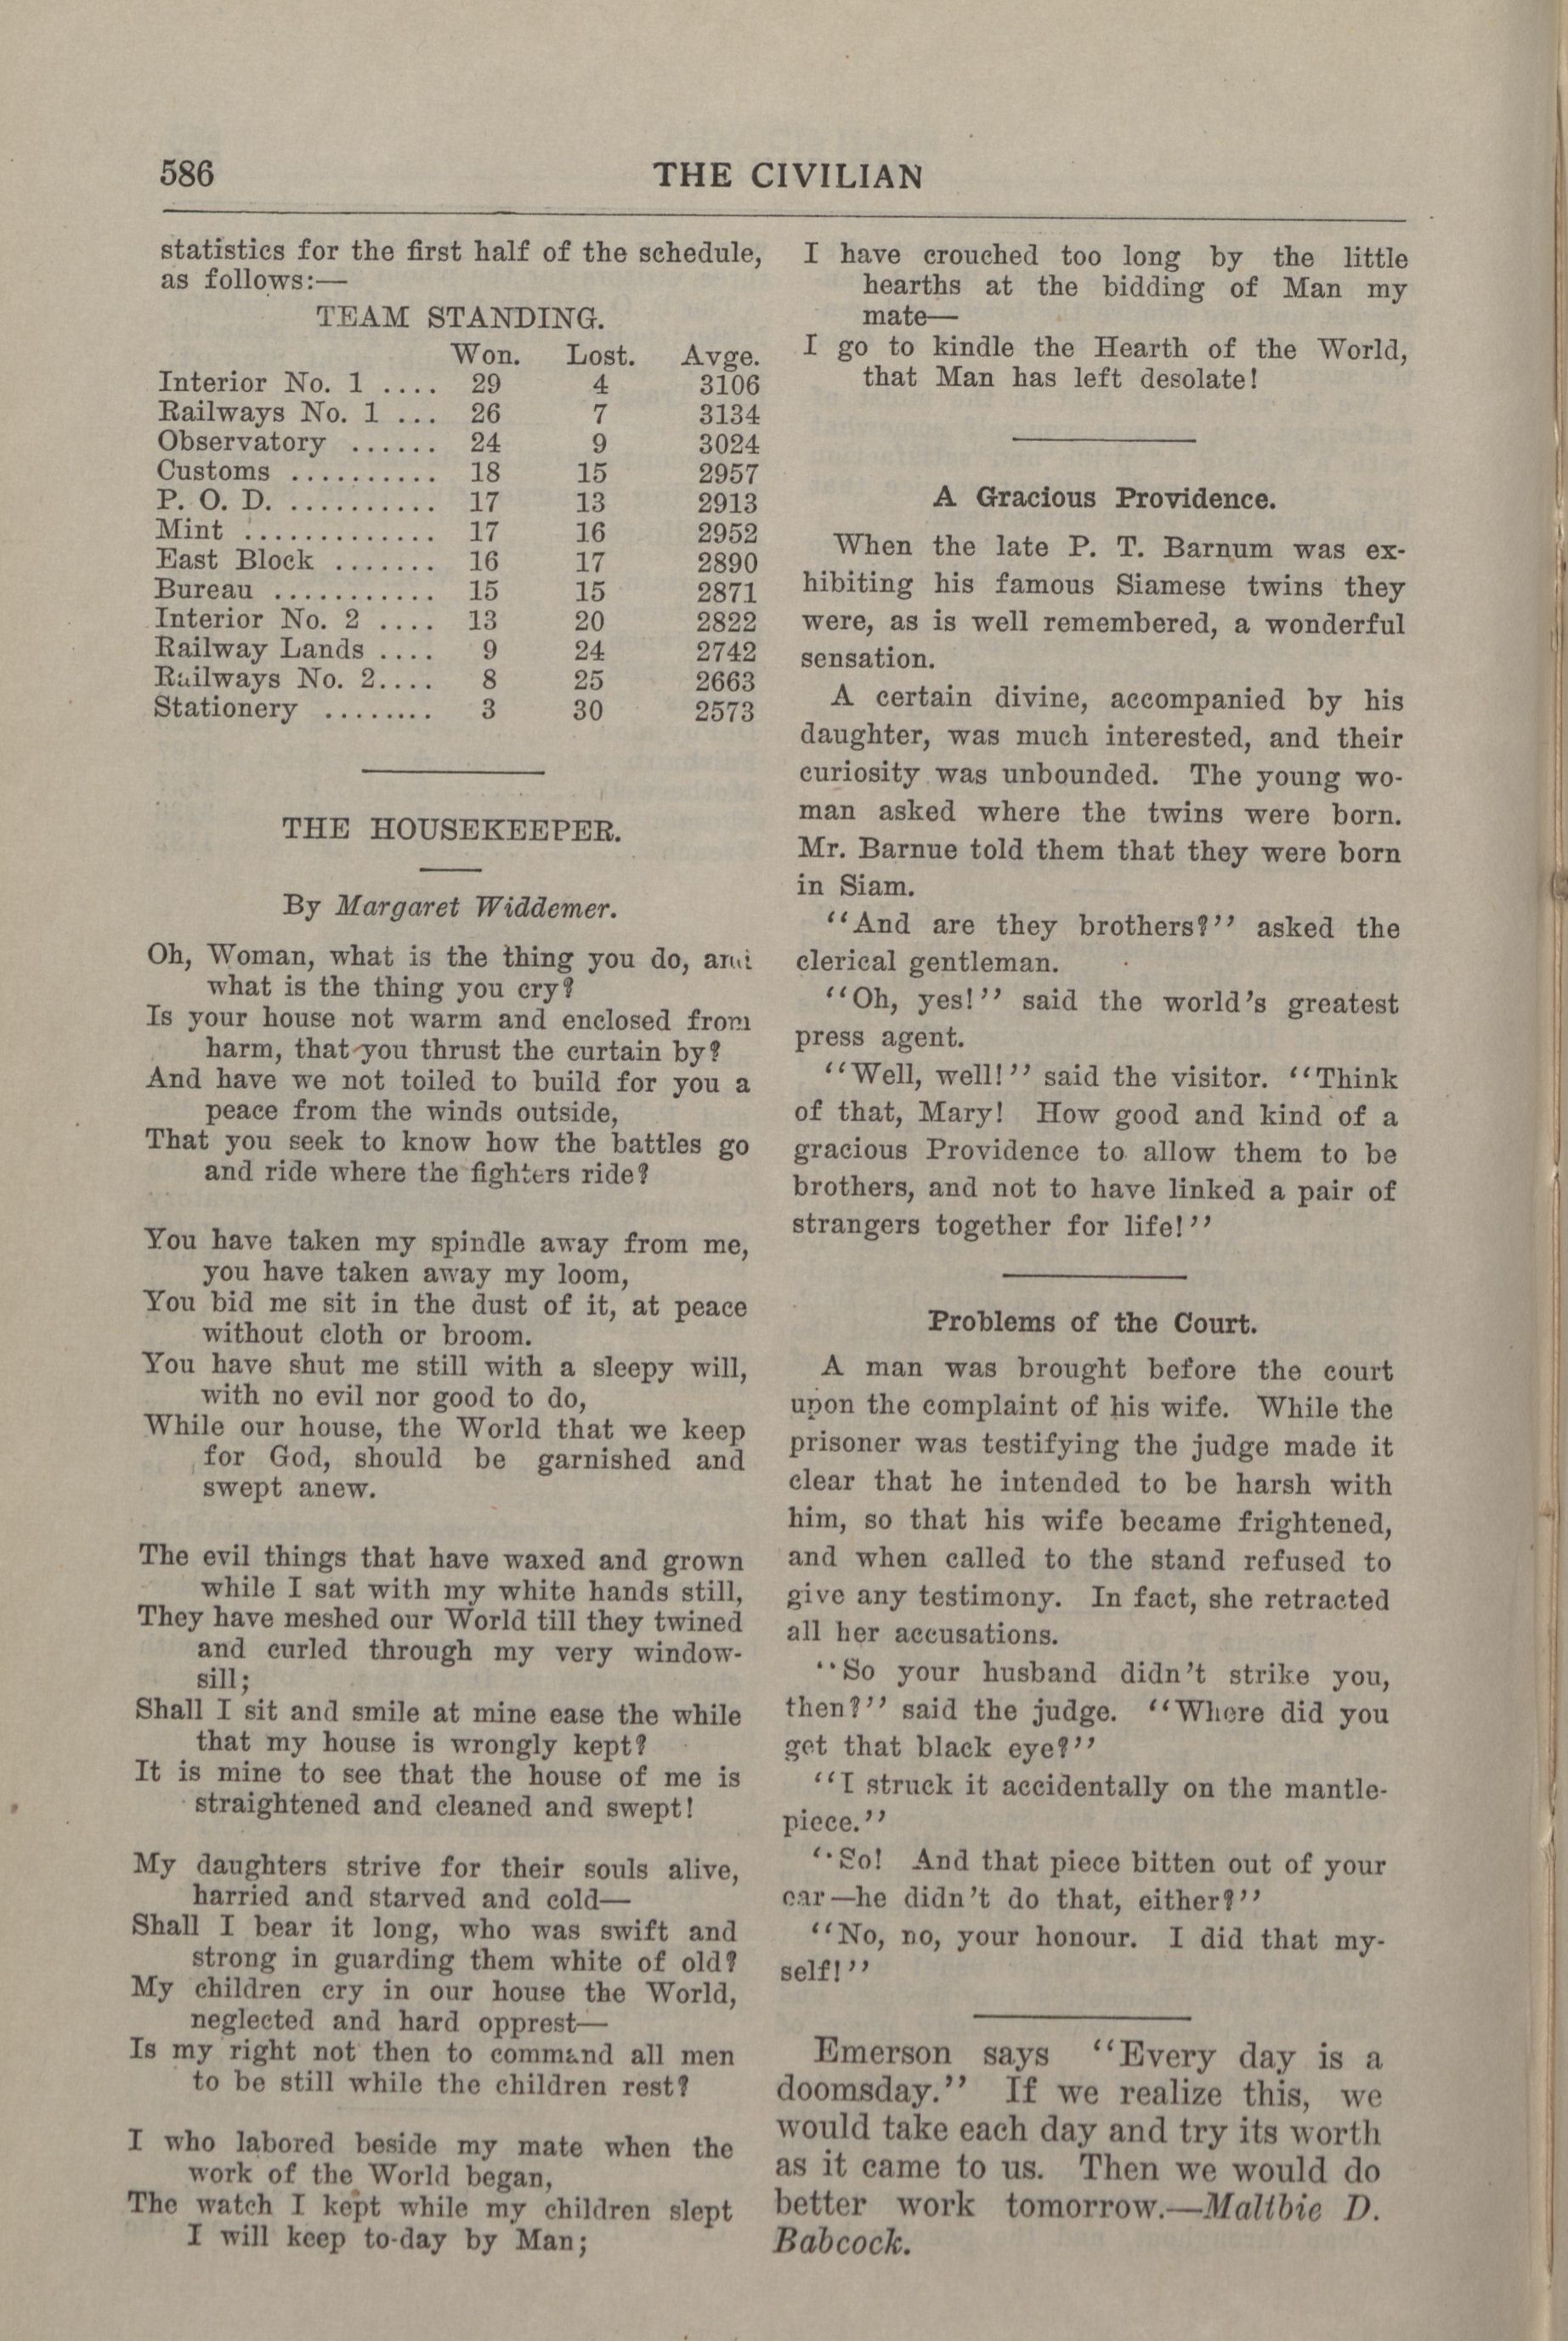 586
THE CIVILIAN
statistics for the first half of the schedule,
as follows:—
TEAM STANDING.
Won. Lost. Avge.
Interior No. 1 .... 29 4 3106
Railways No. 1 ... 26 7 3134
Observatory ...... 24 9 3024
Customs ........... 18 15 2957
P. O. D. ........... 17 13 2913
Mint ............. 17 16 2952
East Block ....... 16 17 2890
Bureau ........... 15 15 2871
Interior No. 2 .... 13 20 2822
Railway Lands .... 9 24 2742
Railways No. 2.... 8 25 2663
Stationery ........ 3 30 2573
THE HOUSEKEEPER.
By Margaret Widdemer.
Oh, Woman, what is the thing you do, and
what is the thing you cry?
Is your house not warm and enclosed from
harm, that you thrust the curtain by?
And have we not toiled to build for you a
peace from the winds outside,
That you seek to know how the battles go
and ride where the fighters ride?
You have taken my spindle away from me,
you have taken away my loom,
You bid me sit in the dust of it, at peace
without cloth or broom.
You have shut me still with a sleepy will,
with no evil nor good to do,
While our house, the World that we keep
for God, should be garnished and
swept anew.
The evil things that have waxed and grown
while I sat with my white hands still,
They have meshed our World till they twined
and curled through my very window-
sill;
Shall I sit and smile at mine ease the while
that my house is wrongly kept?
It is mine to see that the house of me is
straightened and cleaned and swept!
My daughters strive for their souls alive,
harried and starved and cold—
Shall I bear it long, who was swift and
strong in guarding them white of old?
My children cry in our house the World,
neglected and hard opprest—
Is my right not then to command all men
to be still while the children rest?
I who labored beside my mate when the
work of the World began,
The watch I kept while my children slept
I will keep to-day by Man;
I have crouched too long by the little
hearths at the bidding of Man my
mate—
I go to kindle the Hearth of the World,
that Man has left desolate!
A Gracious Providence.
When the late P. T. Barnum was ex-
hibiting his famous Siamese twins they
were, as is well remembered, a wonderful
sensation.
A certain divine, accompanied by his
daughter, was much interested, and their
curiosity was unbounded. The young wo-
man asked where the twins were born.
Mr. Barnue told them that they were born
in Siam.
"And are they brothers?" asked the
clerical gentleman.
"Oh, yes!" said the world's greatest
press agent.
"Well, well!" said the visitor. "Think
of that, Mary! How good and kind of a
gracious Providence to allow them to be
brothers, and not to have linked a pair of
strangers together for life!"
Problems of the Court.
A man was brought before the court
upon the complaint of his wife. While the
prisoner was testifying the judge made it
clear that he intended to be harsh with
him, so that his wife became frightened,
and when called to the stand refused to
give any testimony. In fact, she retracted
all her accusations.
"So your husband didn't strike you,
then?" said the judge. "Where did you
get that black eye?"
"I struck it accidentally on the mantle-
piece."
"So! And that piece bitten out of your
ear—he didn't do that, either?"
"No, no, your honour. I did that my-
self!"
Emerson says "Every day is a
doomsday." If we realize this, we
would take each day and try its worth
as it came to us. Then we would do
better work tomorrow.—Maltbie D.
Babcock.